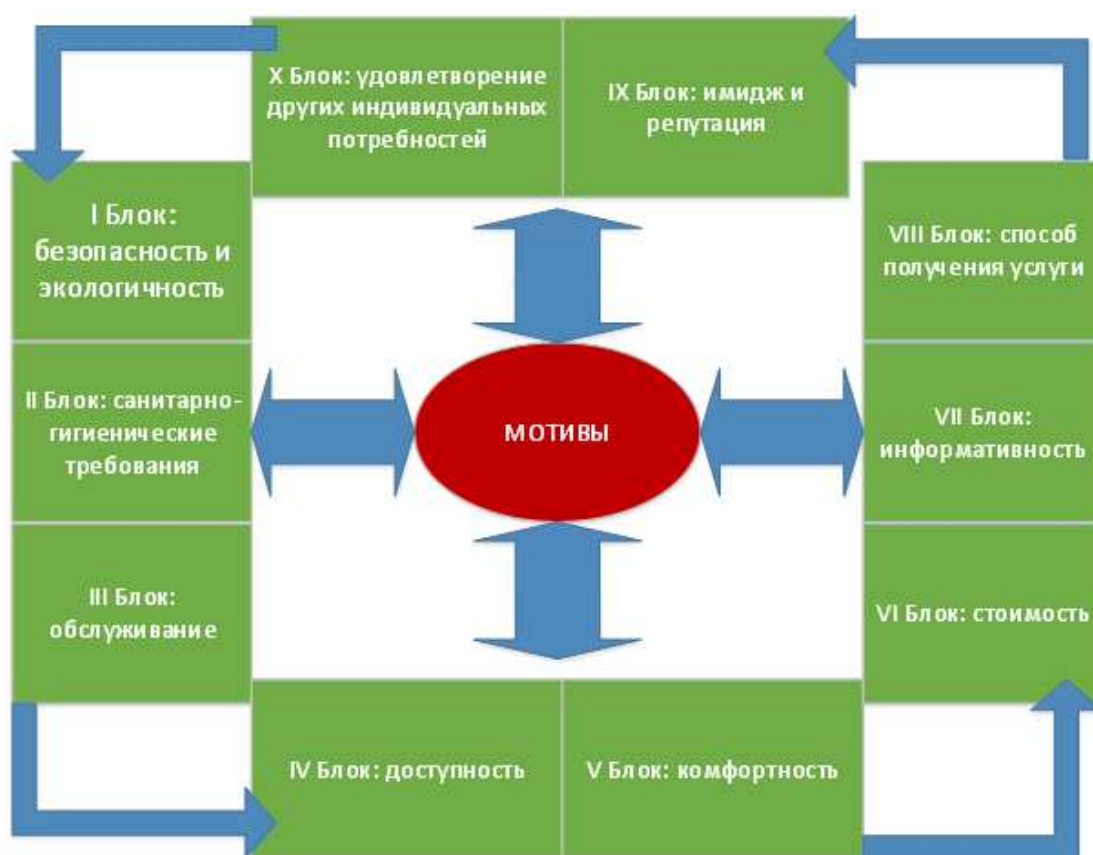 X Блок: удовлетворение
других индивидуальных
потребностей
IX Блок: имидж и
репутация
I Блок:
безопасность и
экологичность
VIII Блок: способ
получения услуги
II Блок: санитарно-
гигиенические
требования
МОТИВЫ
VII Блок:
информативность
III Блок:
обслуживание
VI Блок: стоимость
IV Блок: доступность
V Блок: комфортность